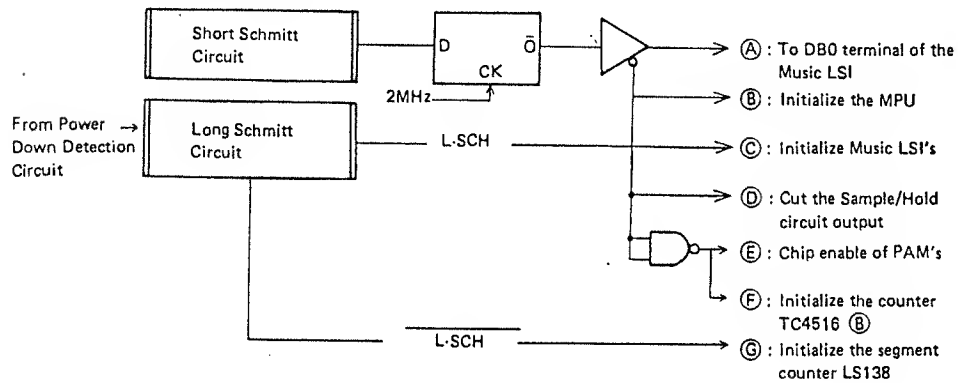 Short Schmitt
Circuit
D
Q̄
CK
2MHz
From Power →
Down Detection
Circuit
Long Schmitt
Circuit
L·SCH
L·SCH
Ⓐ : To DB0 terminal of the
Music LSI
Ⓑ : Initialize the MPU
Ⓒ : Initialize Music LSI's
Ⓓ : Cut the Sample/Hold
circuit output
Ⓔ : Chip enable of PAM's
Ⓕ : Initialize the counter
TC4516 Ⓑ
Ⓖ : Initialize the segment
counter LS138